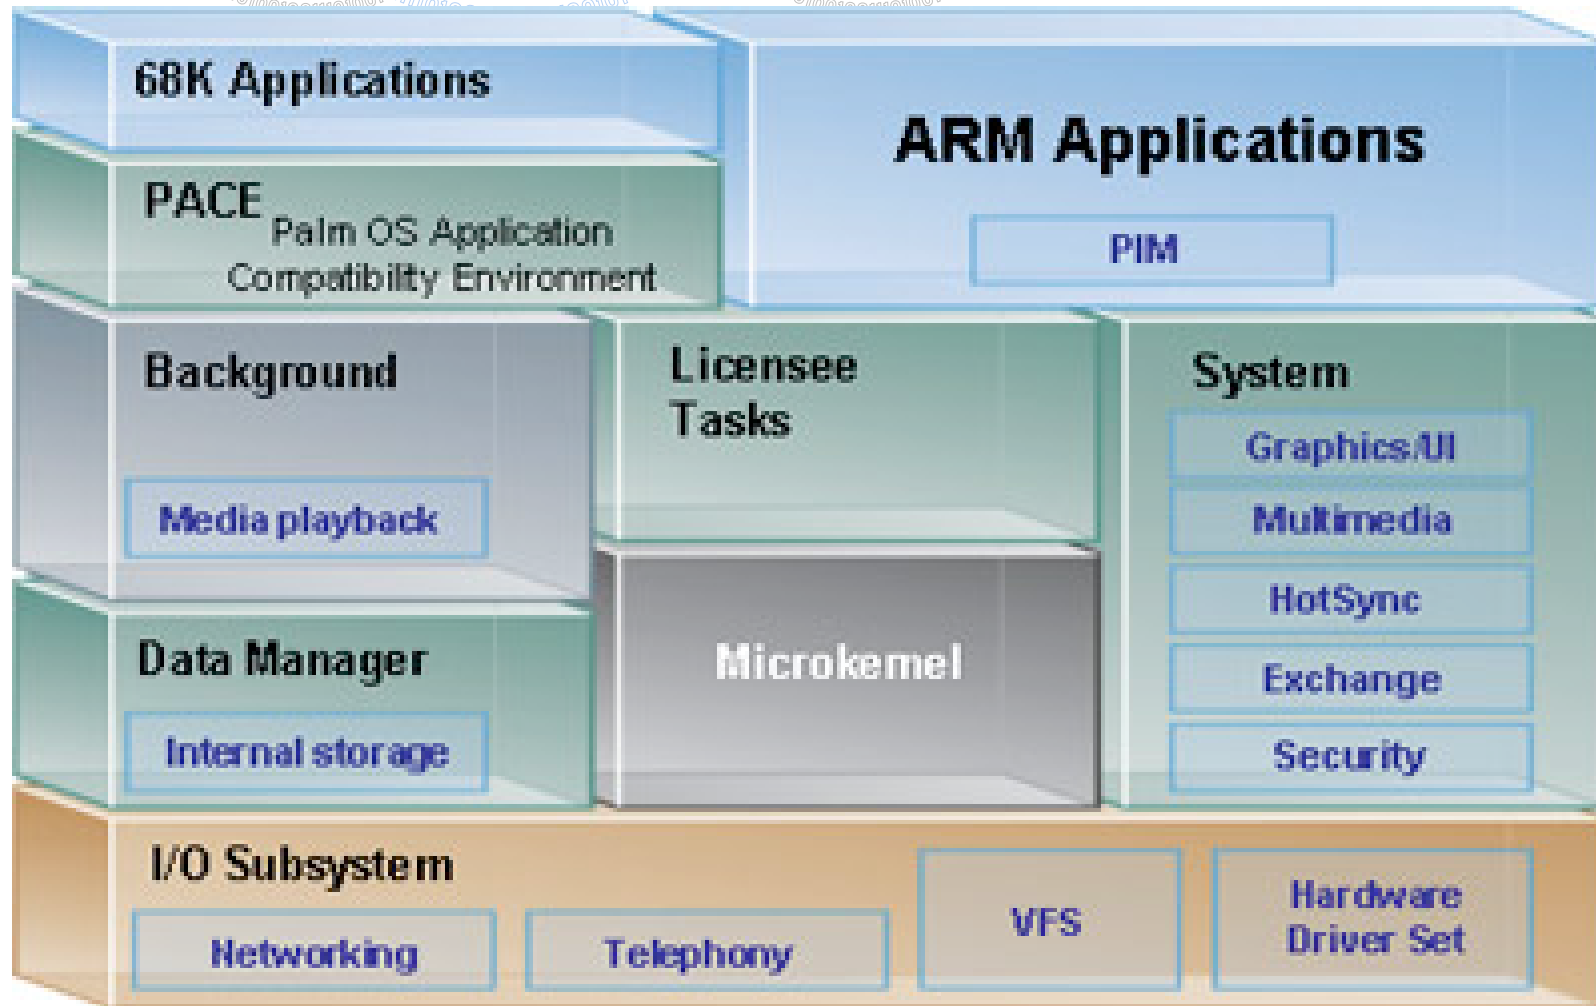 68K Applications
ARM Applications
PACE
Palm OS Application
Compatibility Environment
PIM
Background
Media playback
Licensee
Tasks
System
Graphics/UI
Multimedia
HotSync
Exchange
Security
Data Manager
Internal storage
Microkernel
I/O Subsystem
Networking
Telephony
VFS
Hardware
Driver Set